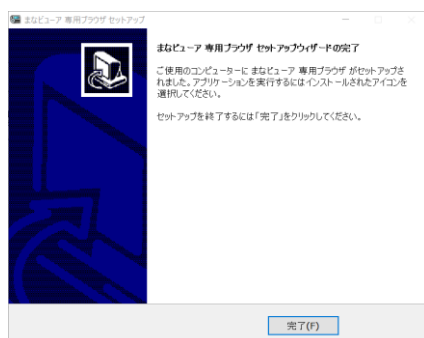 まなビューア 専用ブラウザ セットアップ
まなビューア 専用ブラウザ セットアップウィザードの完了
ご使用のコンピューターに まなビューア 専用ブラウザ がセットアップさ
れました。アプリケーションを実行するにはインストールされたアイコンを
選択してください。
セットアップを終了するには「完了」をクリックしてください。
完了(F)